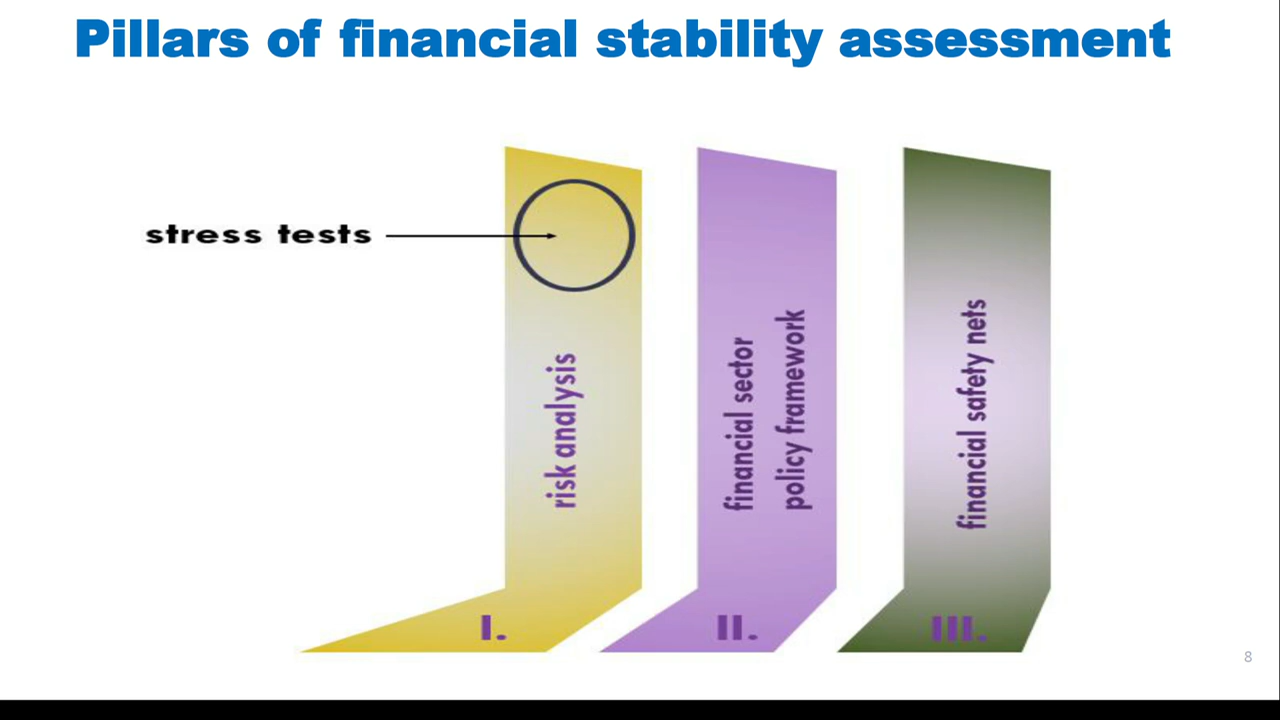 Pillars of financial stability assessment
stress tests
risk analysis
financial sector
policy framework
financial safety nets
I.
II.
III.
8